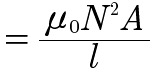 = μ₀N²A / l